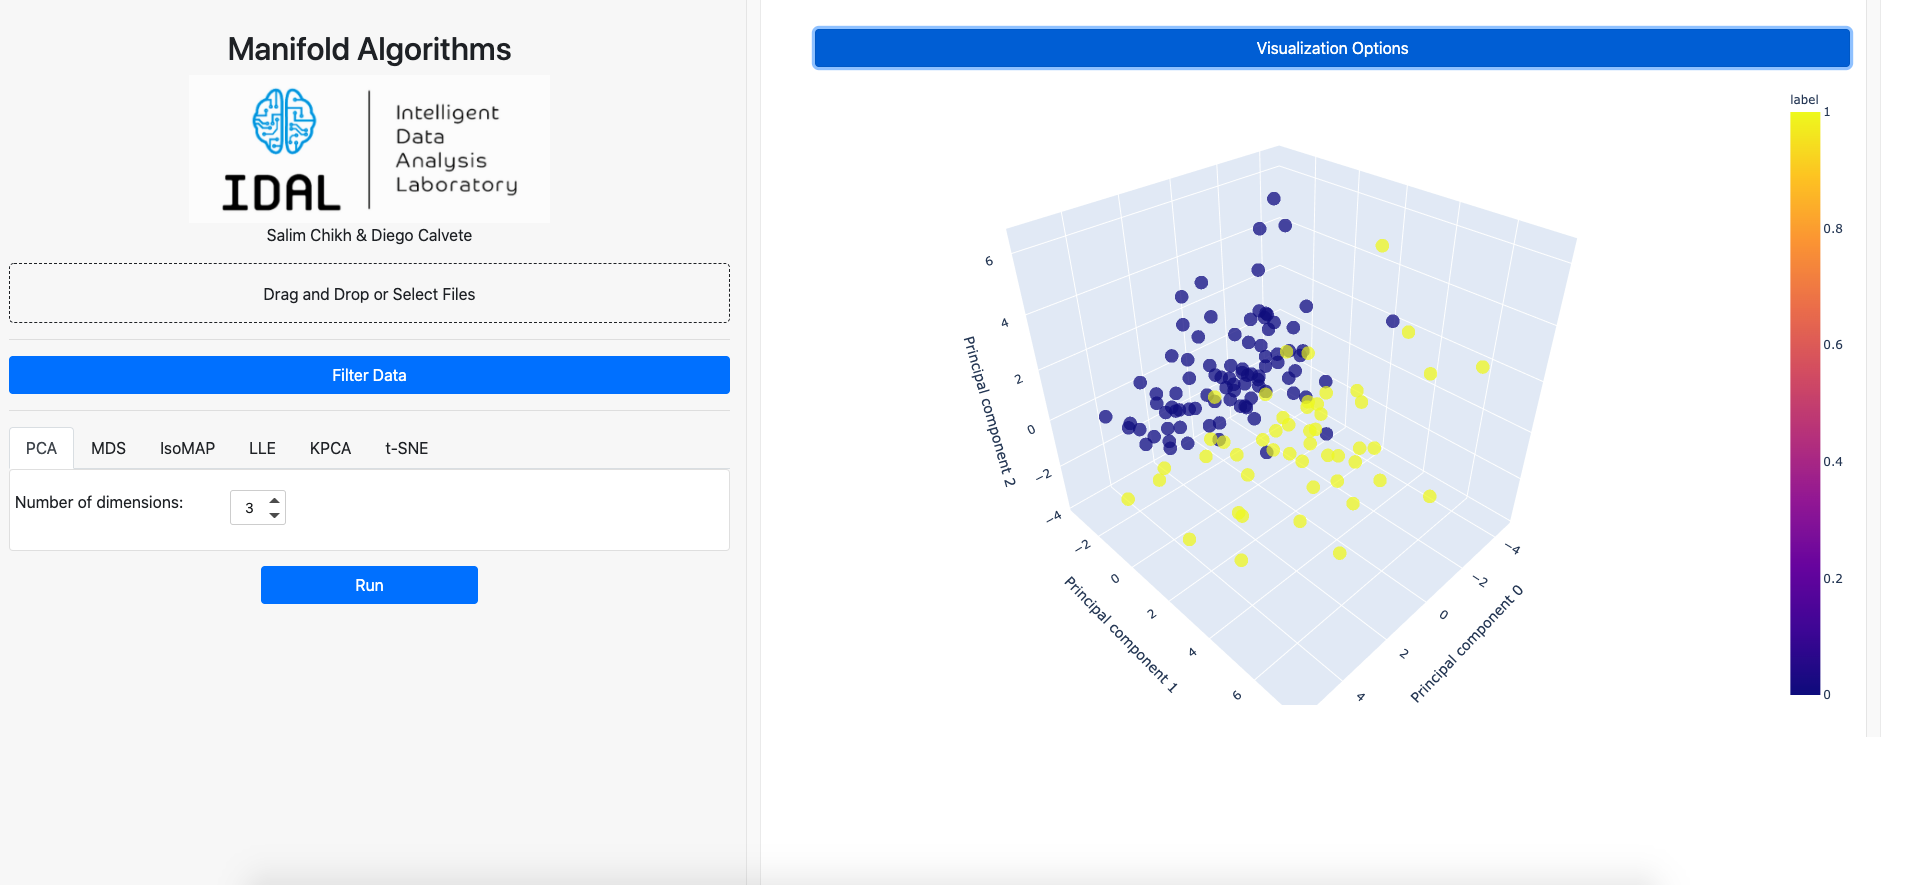 Manifold Algorithms
Intelligent
Data
Analysis
Laboratory
IDAL
Salim Chikh & Diego Calvete
Drag and Drop or Select Files
Filter Data
PCA MDS IsoMAP LLE KPCA t-SNE
Number of dimensions: 3
Run
Visualization Options
label
1
0.8
0.6
0.4
0.2
0
6
4
2
0
−2
−4
Principal component 2
−2
0
2
4
6
Principal component 1
−4
−2
0
2
4
Principal component 0